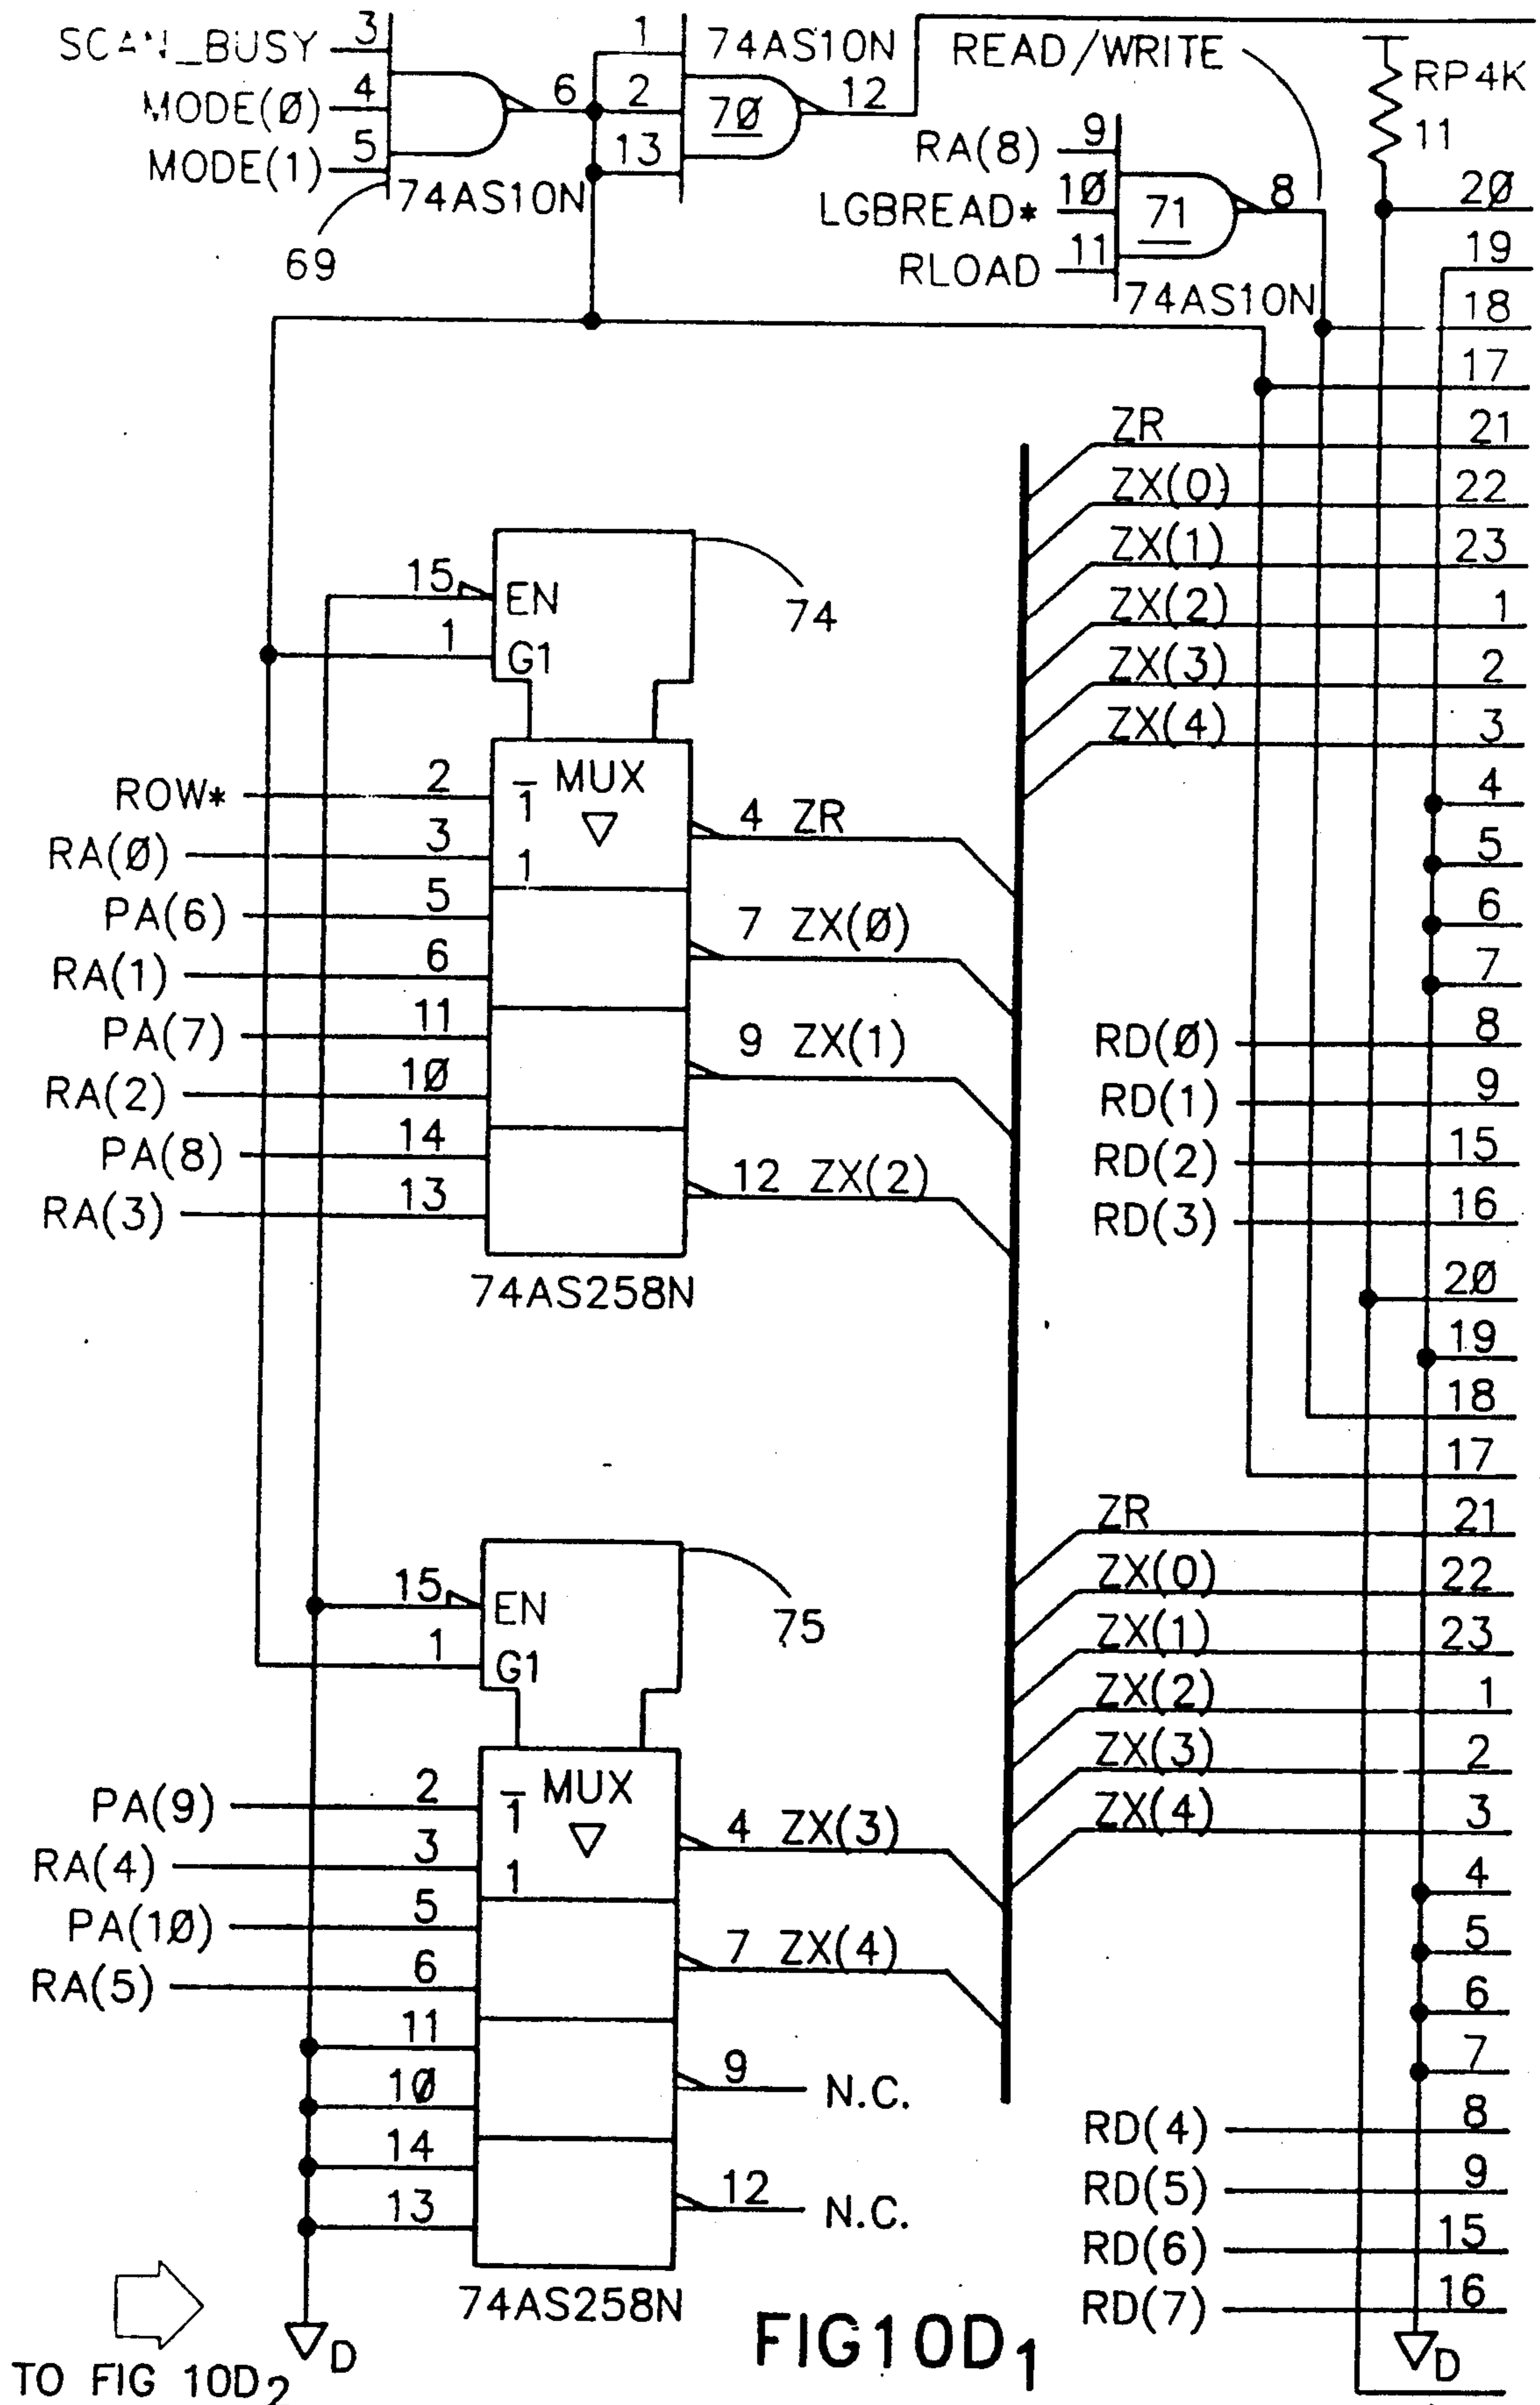 SCAN_BUSY 3
MODE(Ø) 4
MODE(1) 5
6
74AS10N
69
1
2
13
74AS10N
7Ø
12
READ/WRITE
RA(8) 9
LGBREAD* 1Ø
RLOAD 11
71
8
74AS10N
RP4K
11
2Ø
19
18
17
ZR 21
ZX(0) 22
ZX(1) 23
ZX(2) 1
ZX(3) 2
ZX(4) 3
4
5
6
7
RD(Ø) 8
RD(1) 9
RD(2) 15
RD(3) 16
2Ø
19
18
17
15 EN
1 G1
74
MUX
ROW* 2 1
RA(Ø) 3 1
4 ZR
PA(6) 5
RA(1) 6
7 ZX(Ø)
PA(7) 11
RA(2) 1Ø
9 ZX(1)
PA(8) 14
RA(3) 13
12 ZX(2)
74AS258N
ZR 21
ZX(0) 22
ZX(1) 23
ZX(2) 1
ZX(3) 2
ZX(4) 3
4
5
6
7
RD(4) 8
RD(5) 9
RD(6) 15
RD(7) 16
D
15 EN
1 G1
75
MUX
PA(9) 2 1
RA(4) 3 1
4 ZX(3)
PA(1Ø) 5
RA(5) 6
7 ZX(4)
11
1Ø
9 N.C.
14
13
12 N.C.
74AS258N
D
TO FIG 10D2
FIG10D1